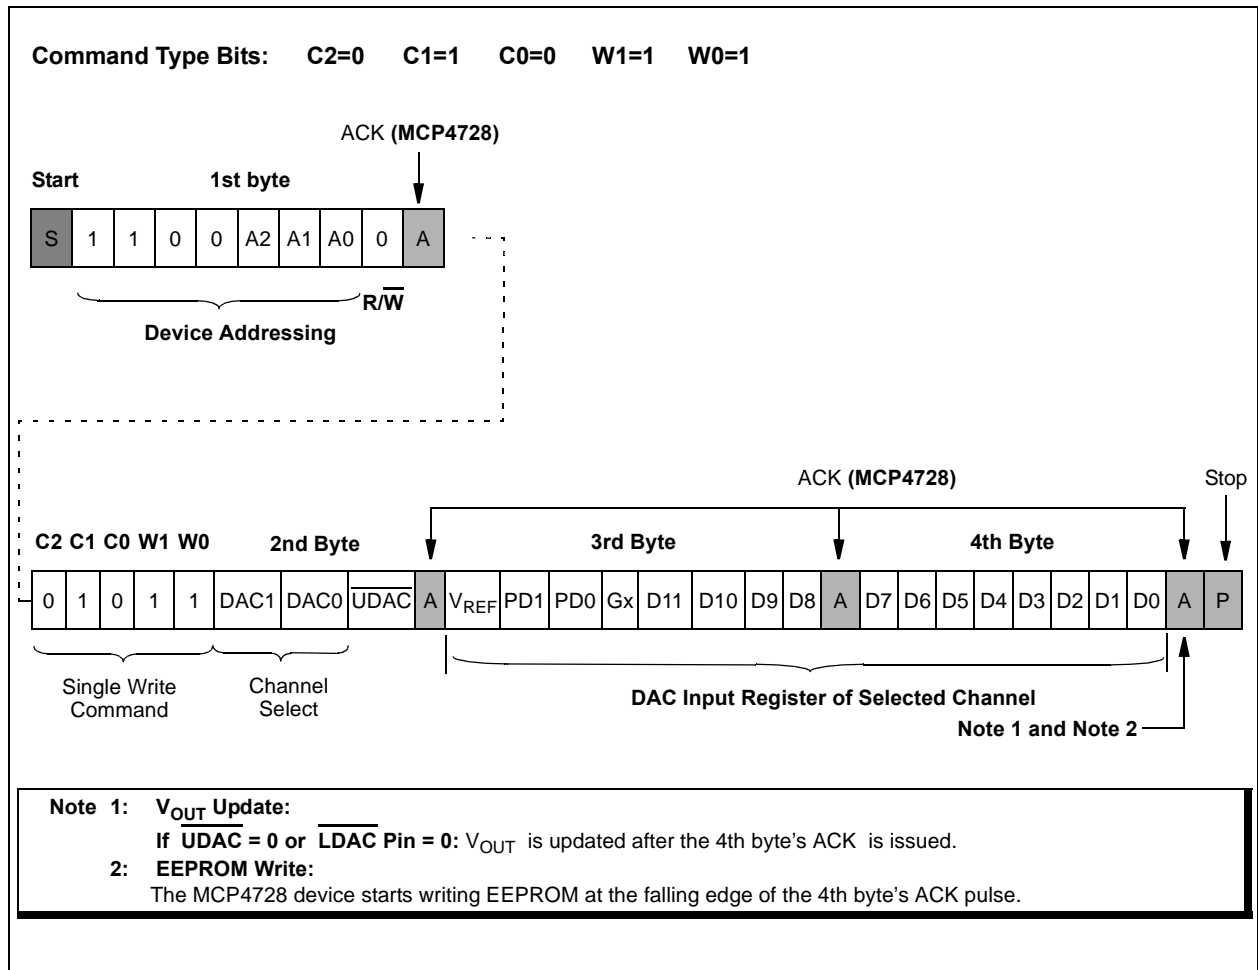 Command Type Bits: C2=0 C1=1 C0=0 W1=1 W0=1
ACK (MCP4728)
Start 1st byte
S 1 1 0 0 A2 A1 A0 0 A
R/W̅
Device Addressing
ACK (MCP4728) Stop
C2 C1 C0 W1 W0 2nd Byte 3rd Byte 4th Byte
0 1 0 1 1 DAC1 DAC0 U̅D̅A̅C̅ A VREF PD1 PD0 Gx D11 D10 D9 D8 A D7 D6 D5 D4 D3 D2 D1 D0 A P
Single Write Channel
Command Select
DAC Input Register of Selected Channel
Note 1 and Note 2
Note 1: VOUT Update:
If U̅D̅A̅C̅ = 0 or L̅D̅A̅C̅ Pin = 0: VOUT is updated after the 4th byte's ACK is issued.
2: EEPROM Write:
The MCP4728 device starts writing EEPROM at the falling edge of the 4th byte's ACK pulse.